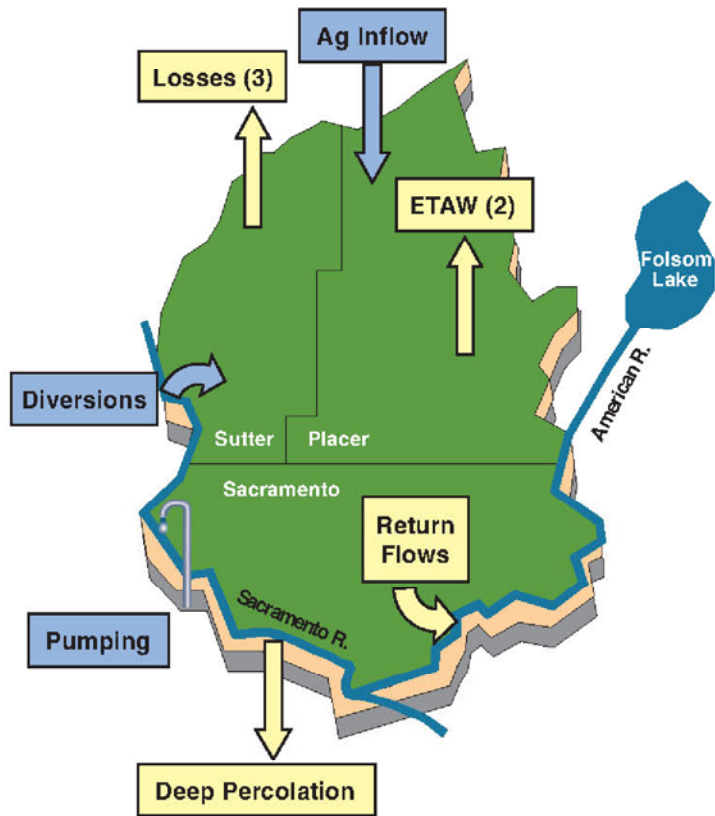 Ag Inflow
Losses (3)
ETAW (2)
Folsom
Lake
American R.
Diversions
Sutter
Placer
Sacramento
Return
Flows
Sacramento R.
Pumping
Deep Percolation